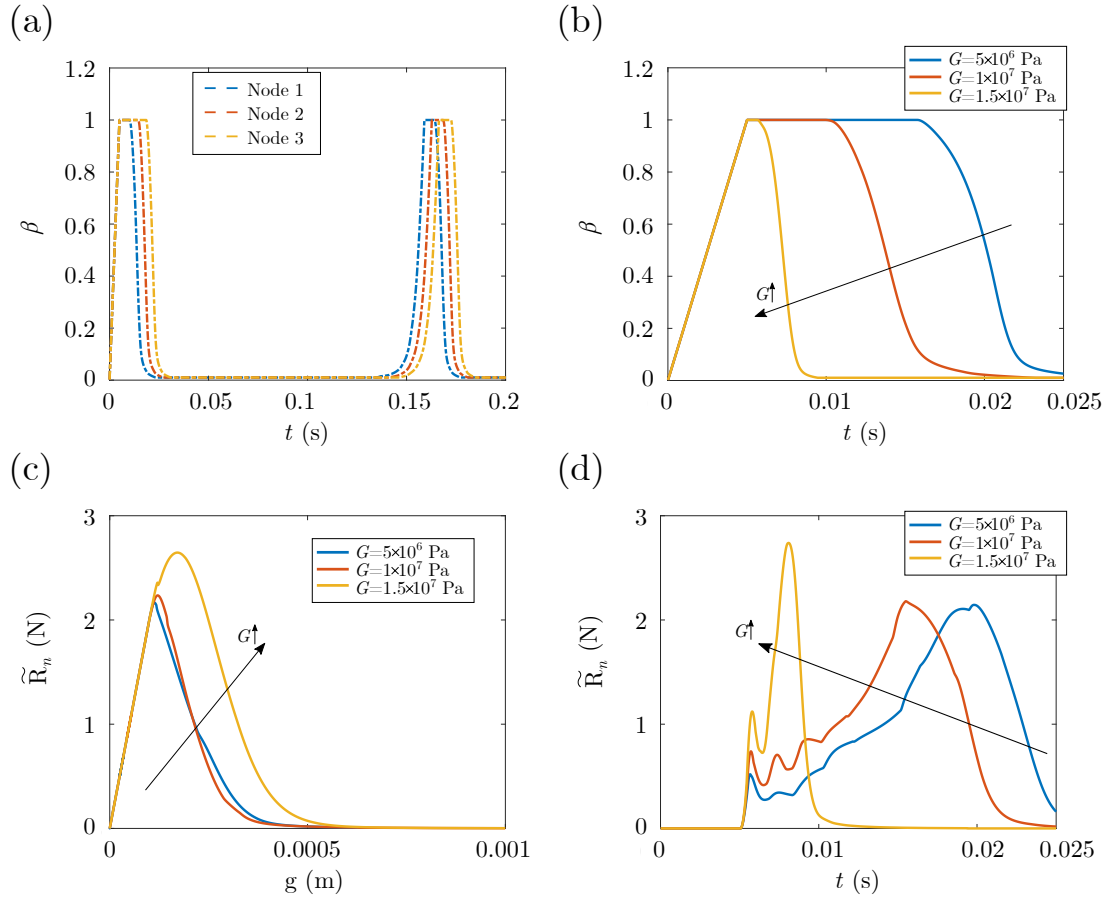 (a)
1.2
1
0.8
0.6
0.4
0.2
0
β
Node 1
Node 2
Node 3
0
0.05
0.1
0.15
0.2
t (s)
(b)
1.2
1
0.8
0.6
0.4
0.2
0
β
G=5×10⁶ Pa
G=1×10⁷ Pa
G=1.5×10⁷ Pa
G↑
0
0.01
0.02
0.025
t (s)
(c)
3
2
1
0
R̃ₙ (N)
G=5×10⁶ Pa
G=1×10⁷ Pa
G=1.5×10⁷ Pa
G↑
0
0.0005
0.001
g (m)
(d)
3
2
1
0
R̃ₙ (N)
G=5×10⁶ Pa
G=1×10⁷ Pa
G=1.5×10⁷ Pa
G↑
0
0.01
0.02
0.025
t (s)